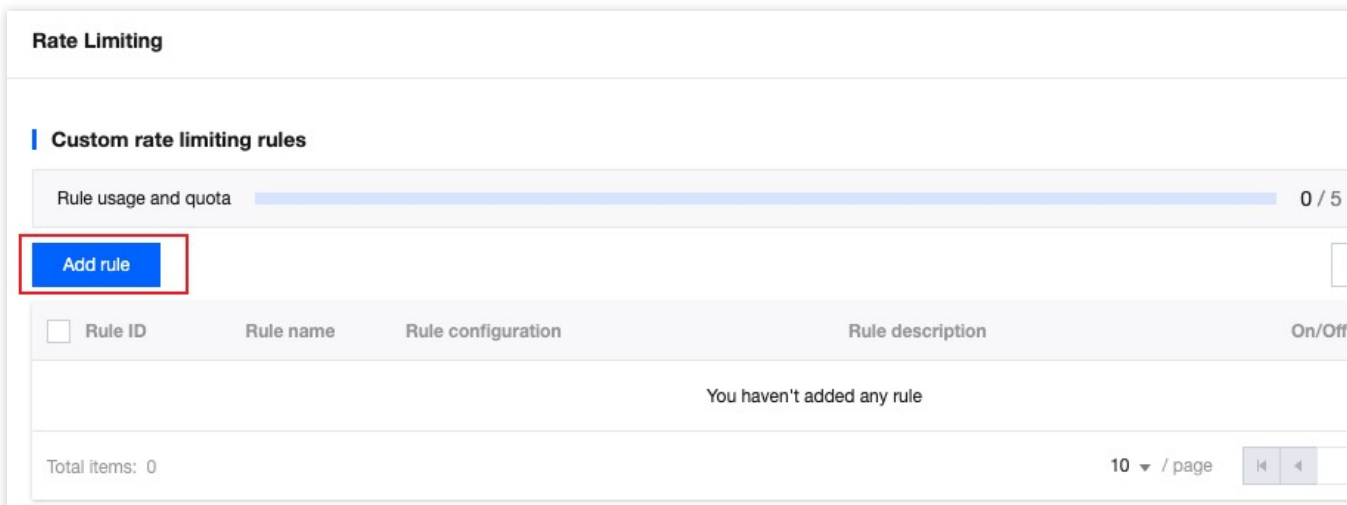 Rate Limiting
Custom rate limiting rules
Rule usage and quota 0 / 5
Add rule
Rule ID Rule name Rule configuration Rule description On/Off
You haven't added any rule
Total items: 0 10 / page